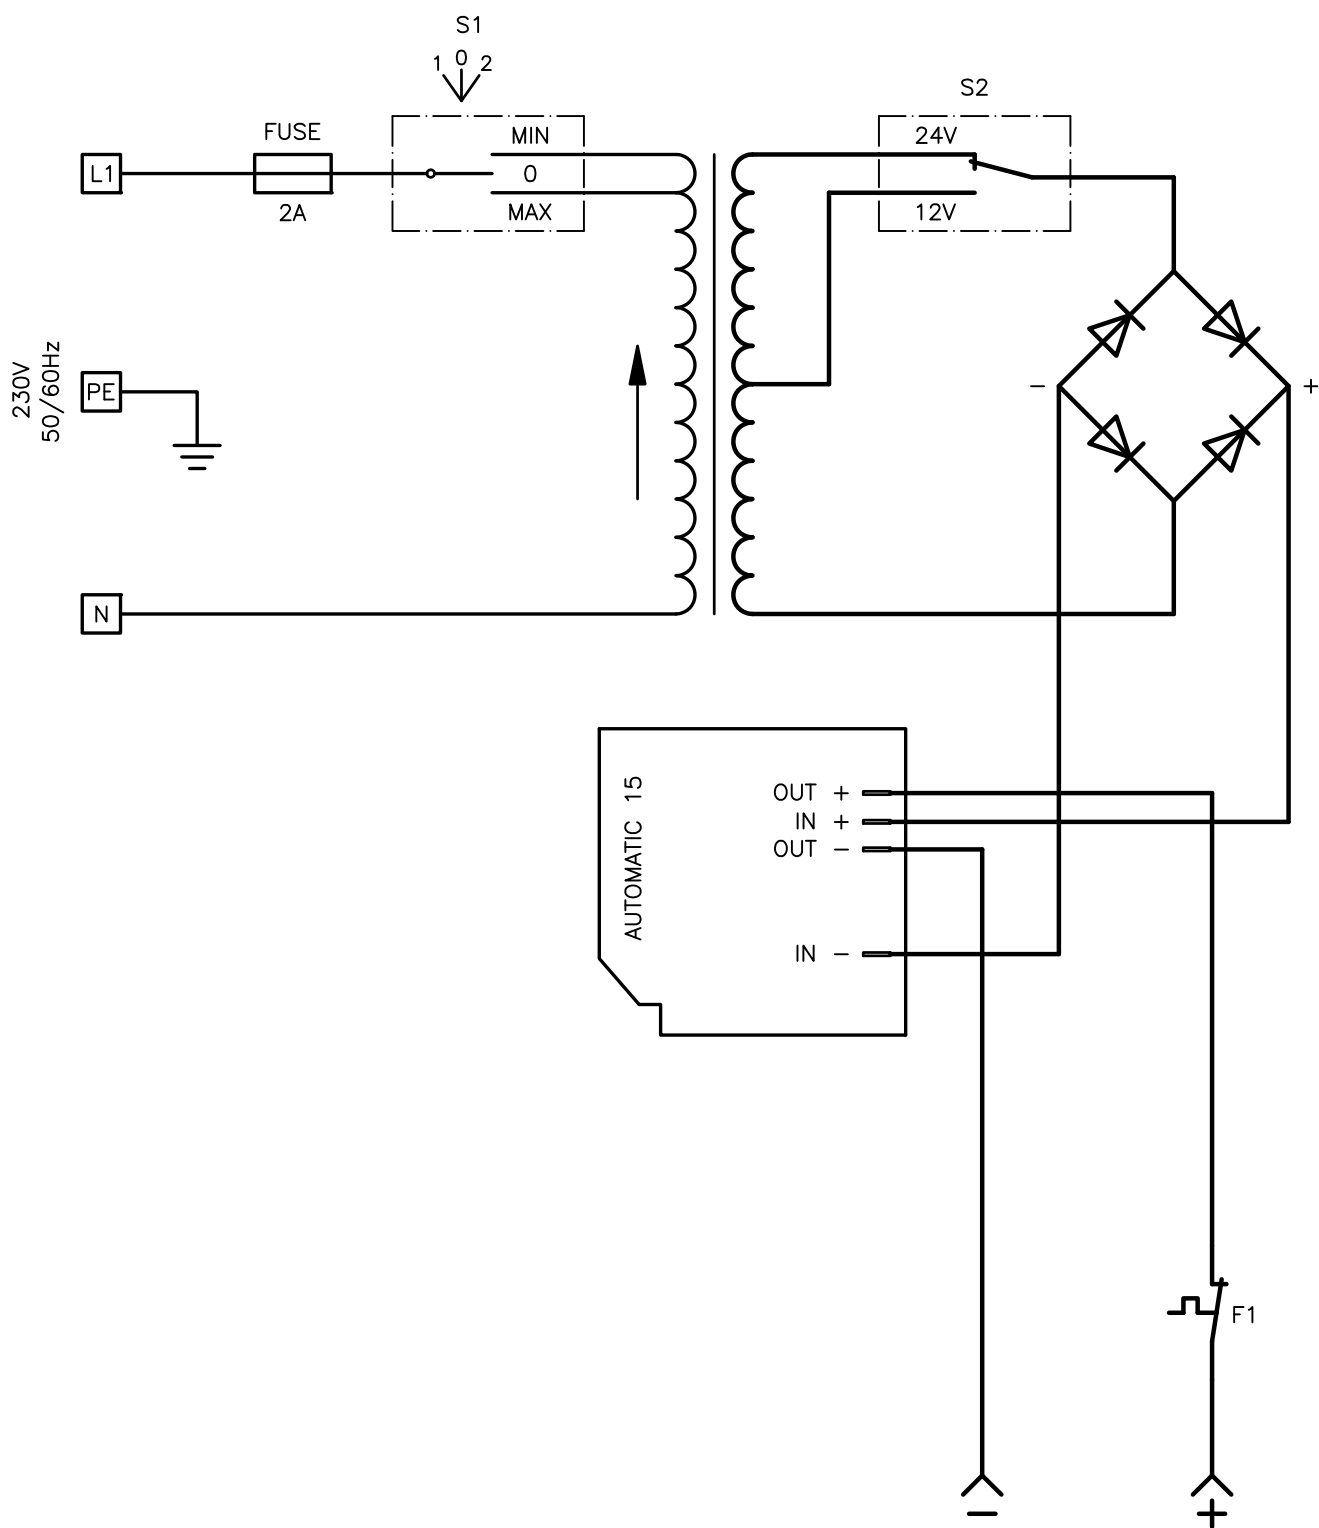 S1
1 0 2
S2
FUSE
MIN
24V
L1
0
2A
MAX
12V
230V
50/60Hz
PE
−
+
N
AUTOMATIC 15
OUT +
IN +
OUT −
IN −
F1
−
+